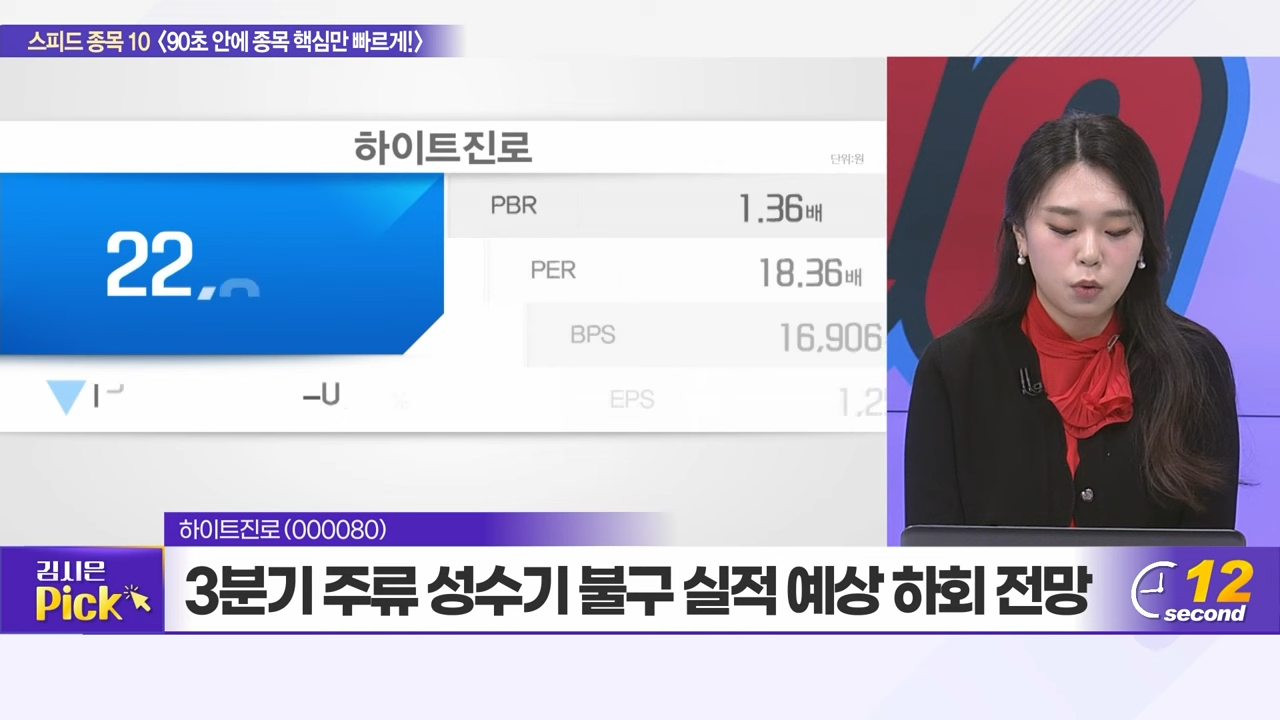 스피드 종목 10 〈90초 안에 종목 핵심만 빠르게!〉
하이트진로
단위:원
22,
PBR 1.36배
PER 18.36배
BPS 16,906
EPS 1,2
하이트진로(000080)
김시은
Pick
3분기 주류 성수기 불구 실적 예상 하회 전망
12
second